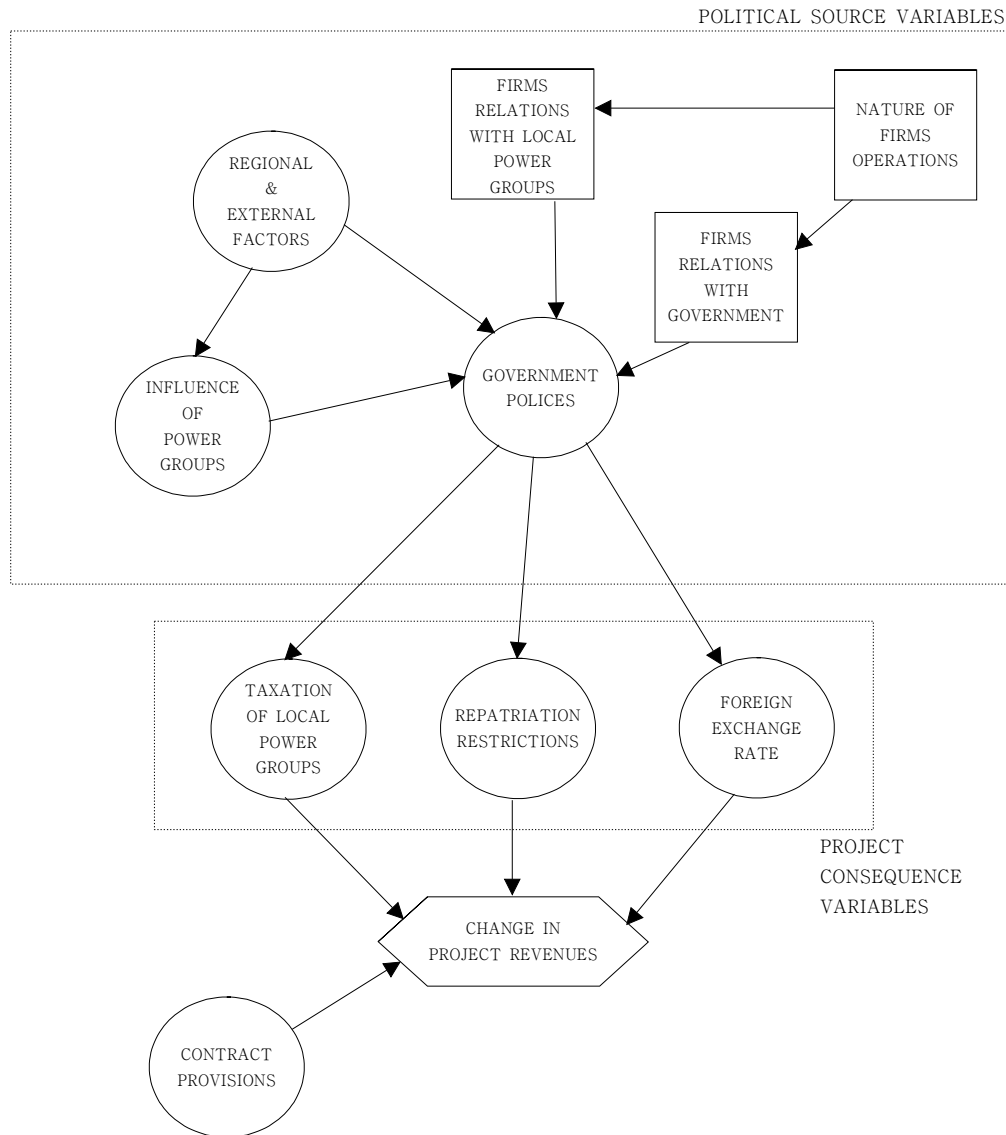 POLITICAL SOURCE VARIABLES
FIRMS
RELATIONS
WITH LOCAL
POWER
GROUPS
NATURE OF
FIRMS
OPERATIONS
REGIONAL
&
EXTERNAL
FACTORS
FIRMS
RELATIONS
WITH
GOVERNMENT
INFLUENCE
OF
POWER
GROUPS
GOVERNMENT
POLICES
TAXATION
OF LOCAL
POWER
GROUPS
REPATRIATION
RESTRICTIONS
FOREIGN
EXCHANGE
RATE
PROJECT
CONSEQUENCE
VARIABLES
CHANGE IN
PROJECT REVENUES
CONTRACT
PROVISIONS